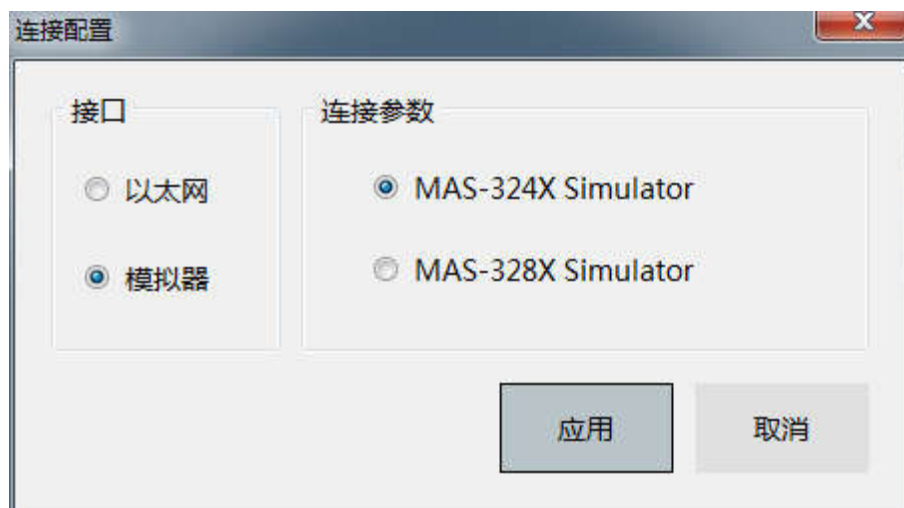 连接配置
接口
以太网
模拟器
连接参数
MAS-324X Simulator
MAS-328X Simulator
应用
取消